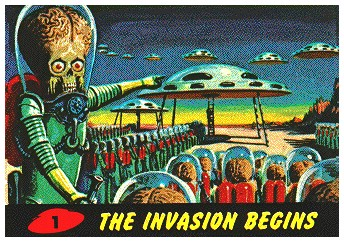 1 THE INVASION BEGINS